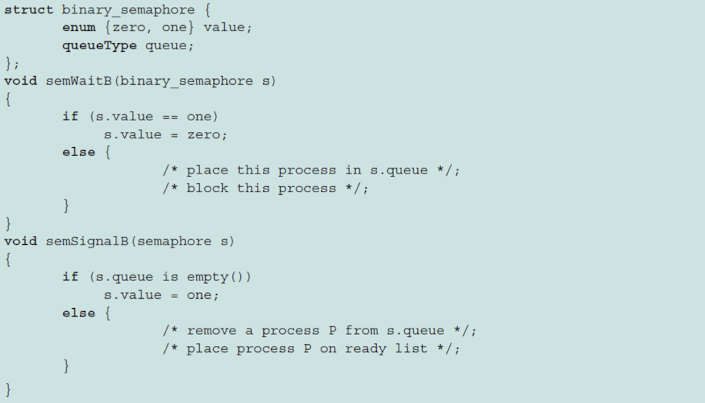 struct binary_semaphore {
        enum {zero, one} value;
        queueType queue;
};
void semWaitB(binary_semaphore s)
{
        if (s.value == one)
             s.value = zero;
        else {
                    /* place this process in s.queue */;
                    /* block this process */;
        }
}
void semSignalB(semaphore s)
{
        if (s.queue is empty())
             s.value = one;
        else {
                    /* remove a process P from s.queue */;
                    /* place process P on ready list */;
        }
}